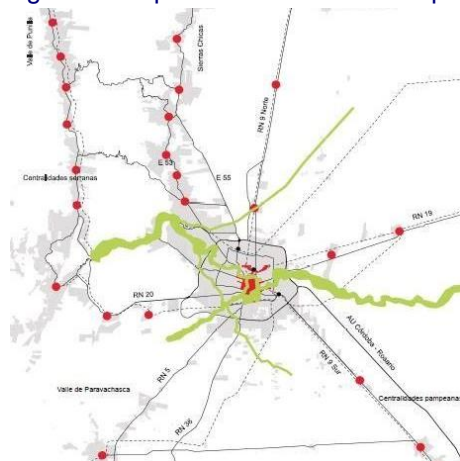 Valle de Punilla
Sierras Chicas
RN 9 Norte
E 53
Centralidades serranas
E 55
RN 19
RN 20
AU Córdoba - Rosario
RN 9 Sur
RN 5
Valle de Paravachasca
Centralidades pampeanas
RN 36